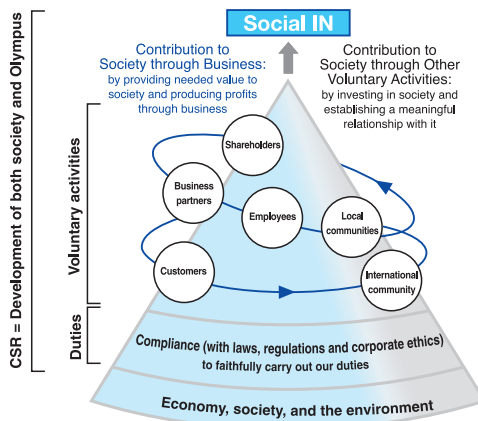 Social IN
Contribution to
Society through Business:
by providing needed value to
society and producing profits
through business
Contribution to
Society through Other
Voluntary Activities:
by investing in society and
establishing a meaningful
relationship with it
CSR = Development of both society and Olympus
Voluntary activities
Duties
Shareholders
Business
partners
Employees
Local
communities
Customers
International
community
Compliance (with laws, regulations and corporate ethics)
to faithfully carry out our duties
Economy, society, and the environment